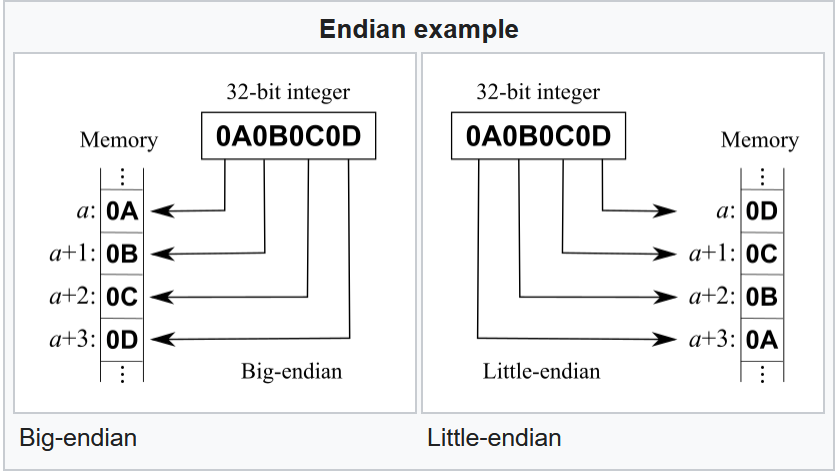 Endian example
32-bit integer
0A0B0C0D
Memory
⋮
a: 0A
a+1: 0B
a+2: 0C
a+3: 0D
⋮
Big-endian
32-bit integer
0A0B0C0D
Memory
⋮
a: 0D
a+1: 0C
a+2: 0B
a+3: 0A
⋮
Little-endian
Big-endian
Little-endian